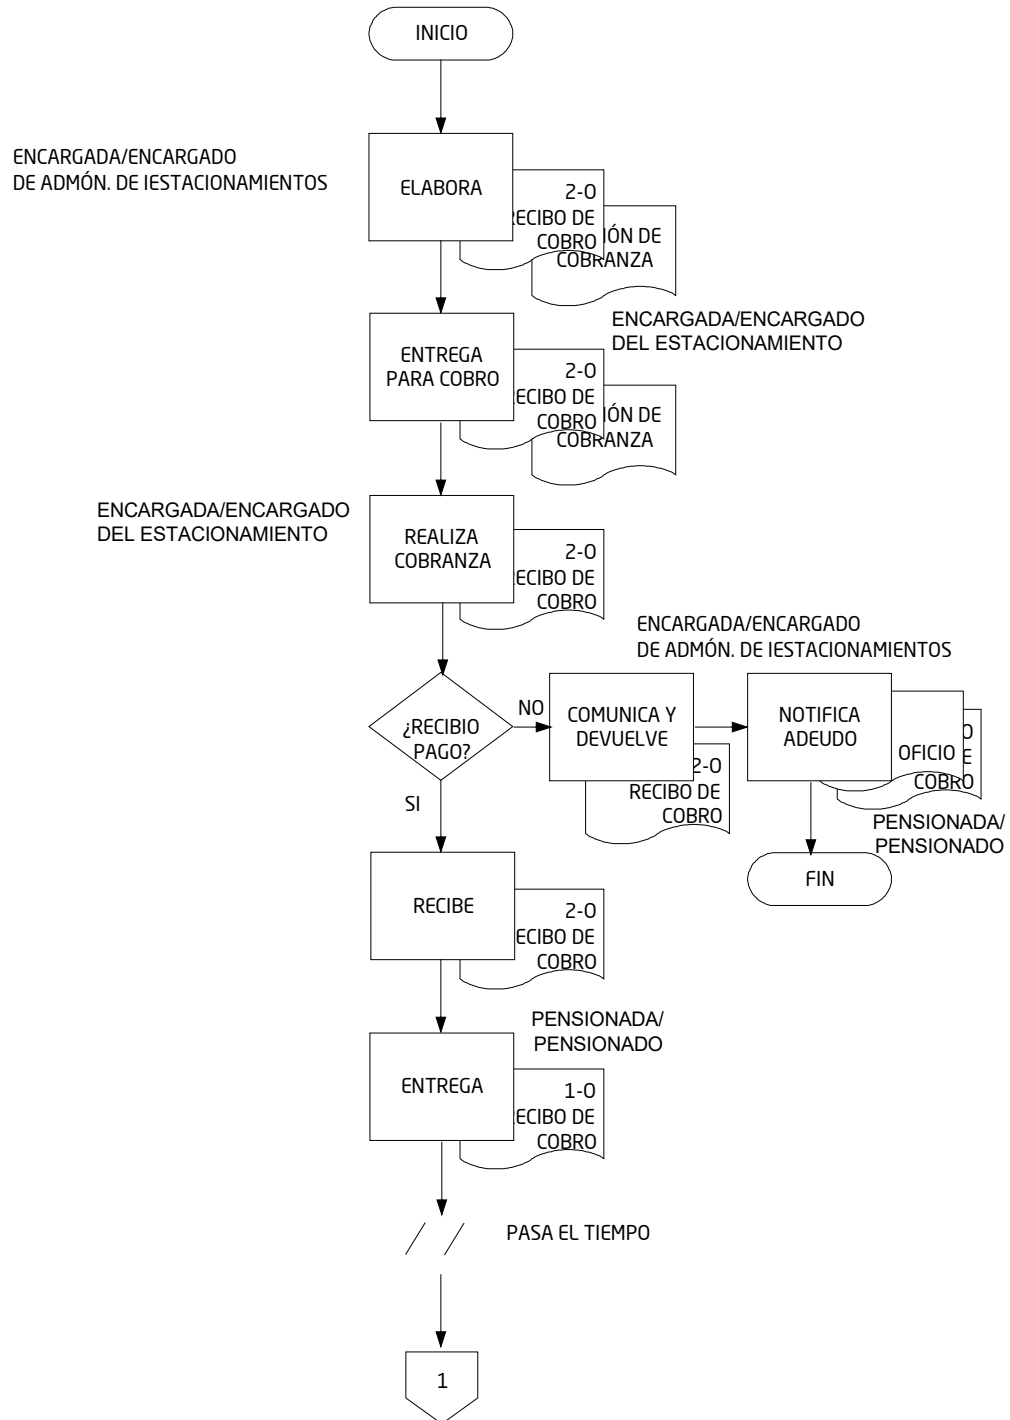 INICIO
ENCARGADA/ENCARGADO
DE ADMÓN. DE IESTACIONAMIENTOS
ELABORA
2-0
ECIBO DE
COBRO
IÓN DE
COBRANZA
ENTREGA
PARA COBRO
ENCARGADA/ENCARGADO
DEL ESTACIONAMIENTO
2-0
ECIBO DE
COBRO
IÓN DE
COBRANZA
ENCARGADA/ENCARGADO
DEL ESTACIONAMIENTO
REALIZA
COBRANZA
2-0
ECIBO DE
COBRO
¿RECIBIO
PAGO?
NO
SI
COMUNICA Y
DEVUELVE
2-0
RECIBO DE
COBRO
ENCARGADA/ENCARGADO
DE ADMÓN. DE IESTACIONAMIENTOS
NOTIFICA
ADEUDO
OFICIO
COBRO
PENSIONADA/
PENSIONADO
FIN
RECIBE
2-0
ECIBO DE
COBRO
PENSIONADA/
PENSIONADO
ENTREGA
1-0
ECIBO DE
COBRO
PASA EL TIEMPO
1